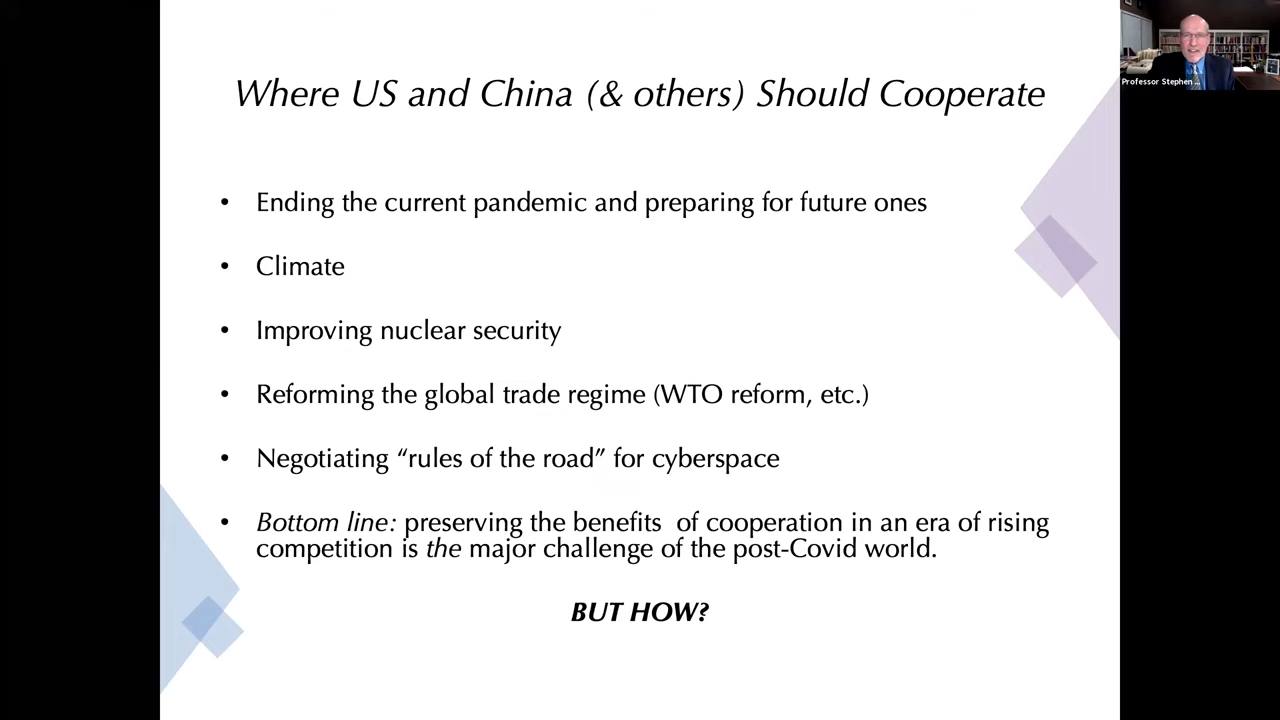 Where US and China (& others) Should Cooperate
Professor Stephen ...
• Ending the current pandemic and preparing for future ones
• Climate
• Improving nuclear security
• Reforming the global trade regime (WTO reform, etc.)
• Negotiating “rules of the road” for cyberspace
• Bottom line: preserving the benefits  of cooperation in an era of rising
competition is the major challenge of the post-Covid world.
BUT HOW?